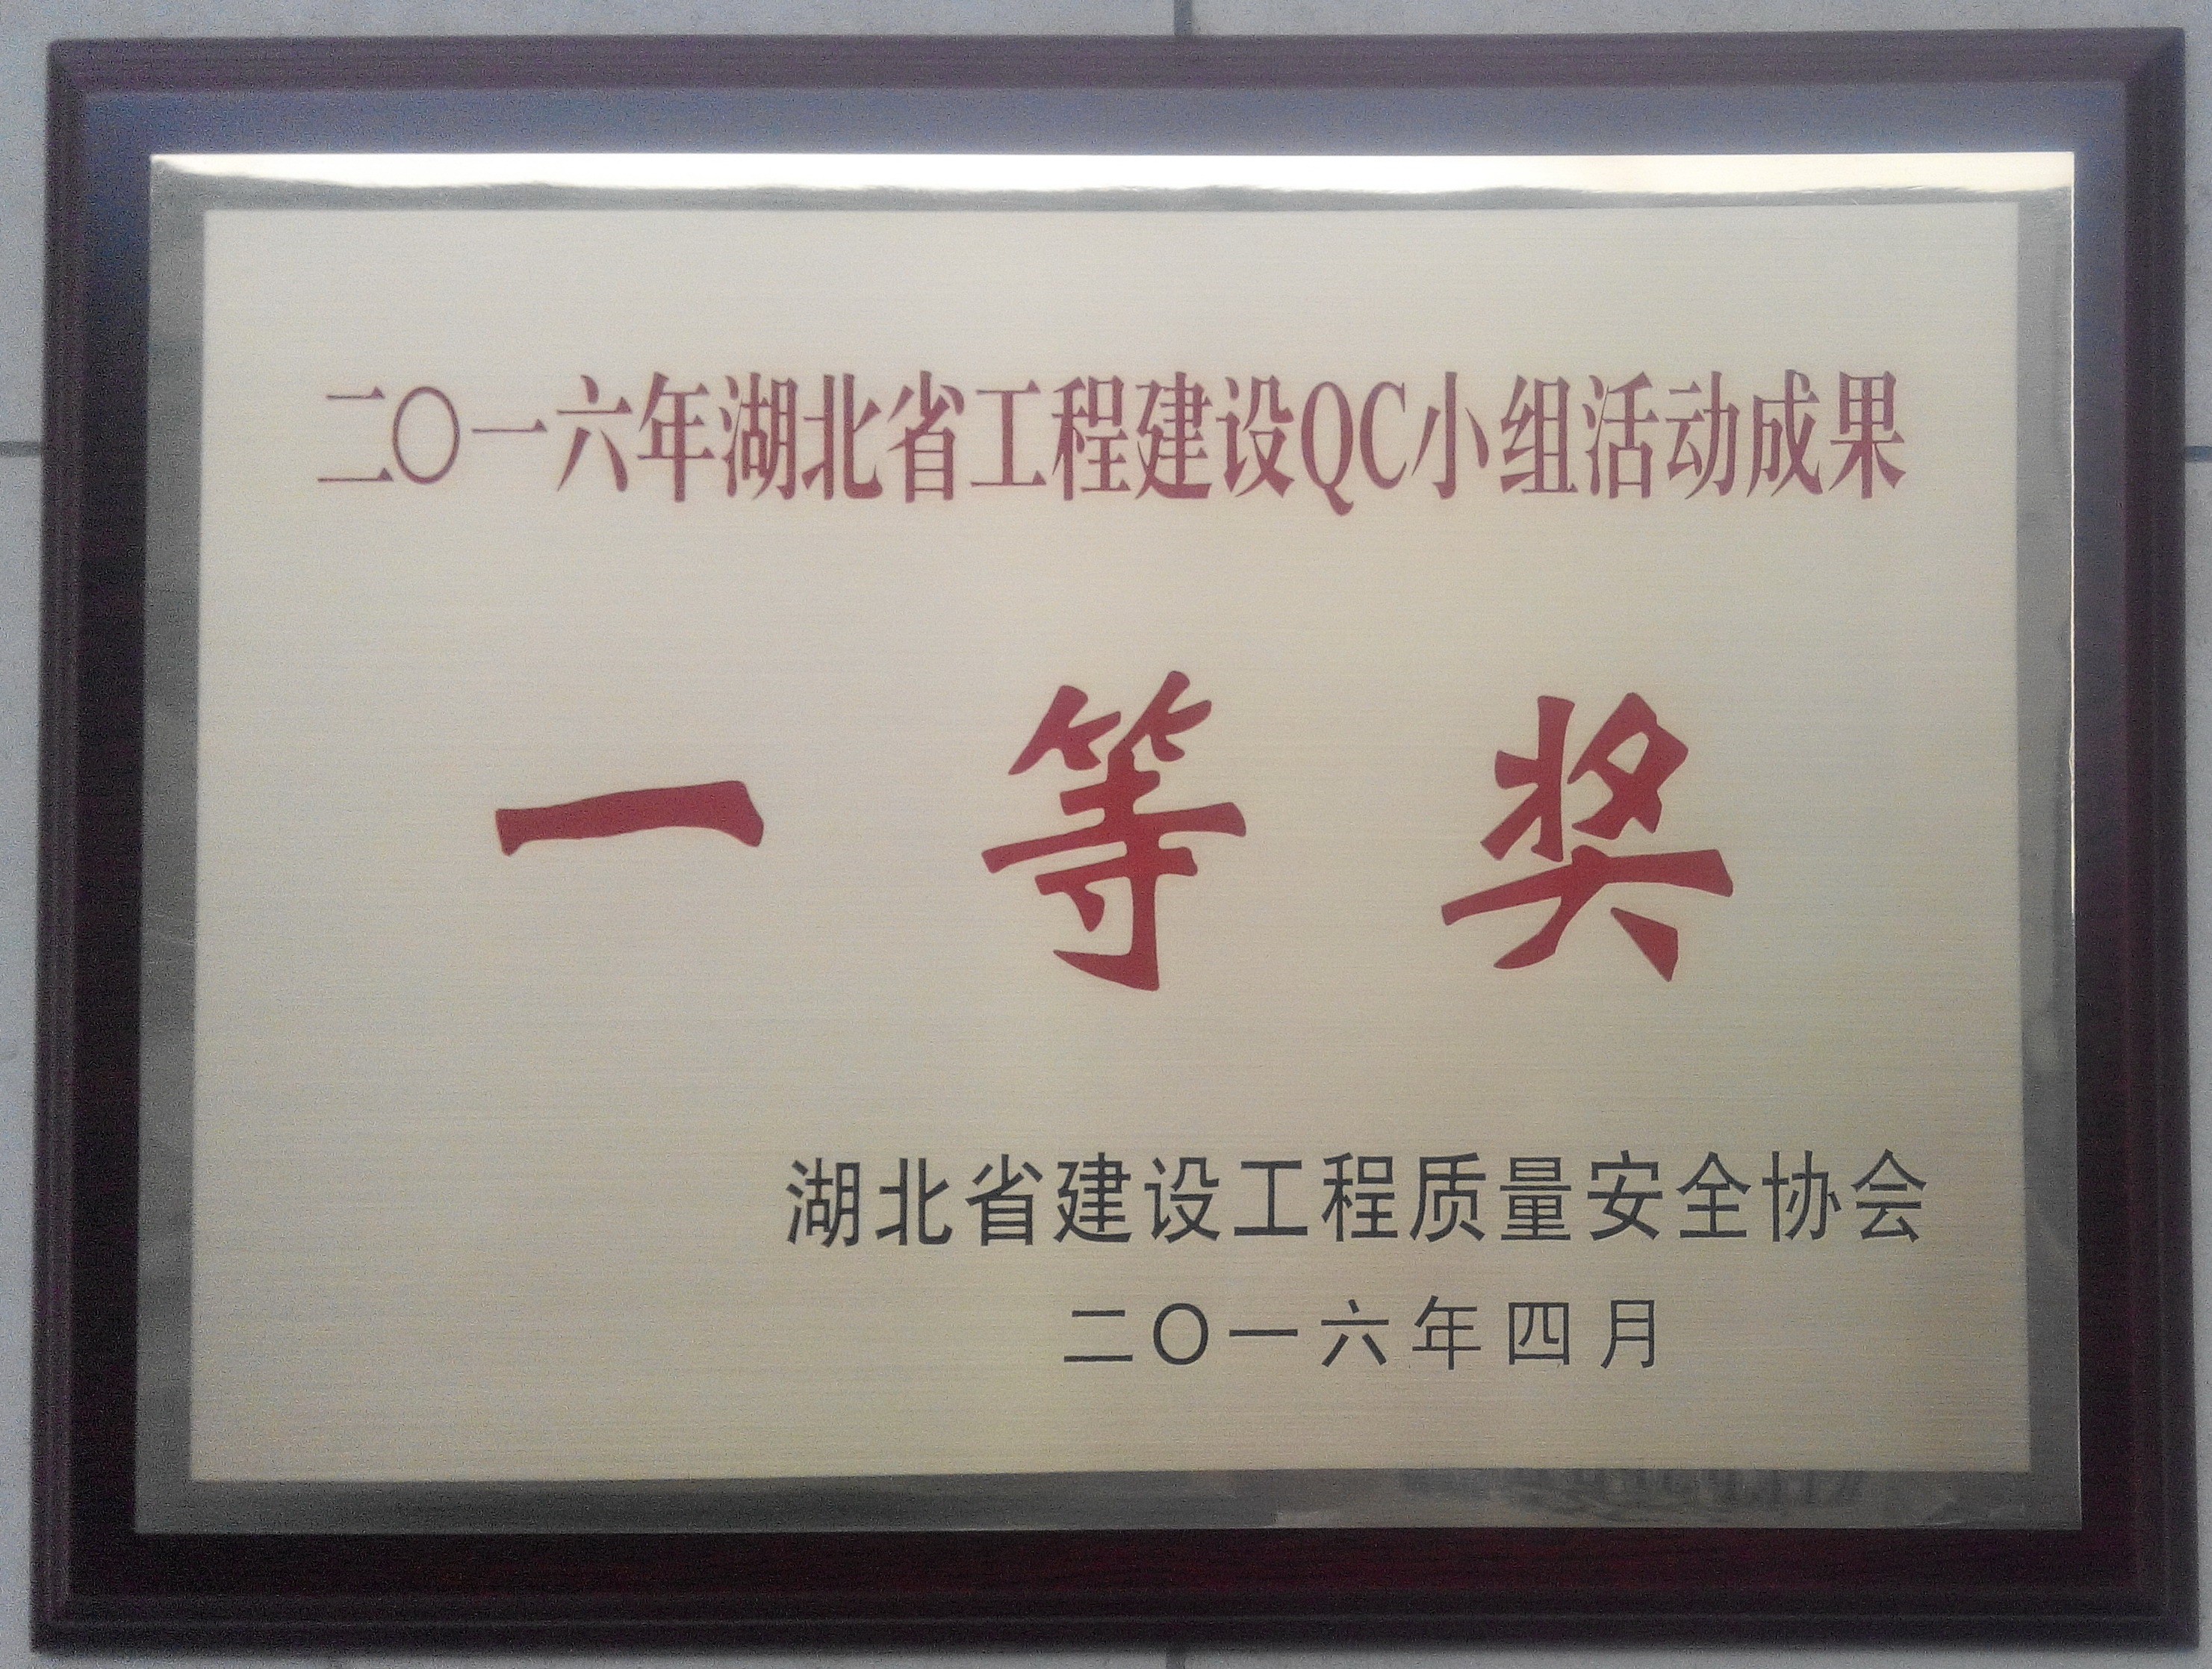 二〇一六年湖北省工程建设QC小组活动成果
一等奖
湖北省建设工程质量安全协会
二〇一六年四月